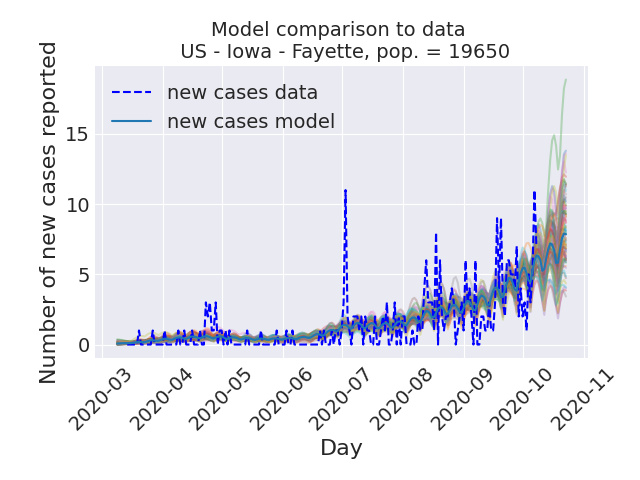 Model comparison to data
US - Iowa - Fayette, pop. = 19650
Number of new cases reported
new cases data
new cases model
15
10
5
0
2020-03
2020-04
2020-05
2020-06
2020-07
2020-08
2020-09
2020-10
2020-11
Day